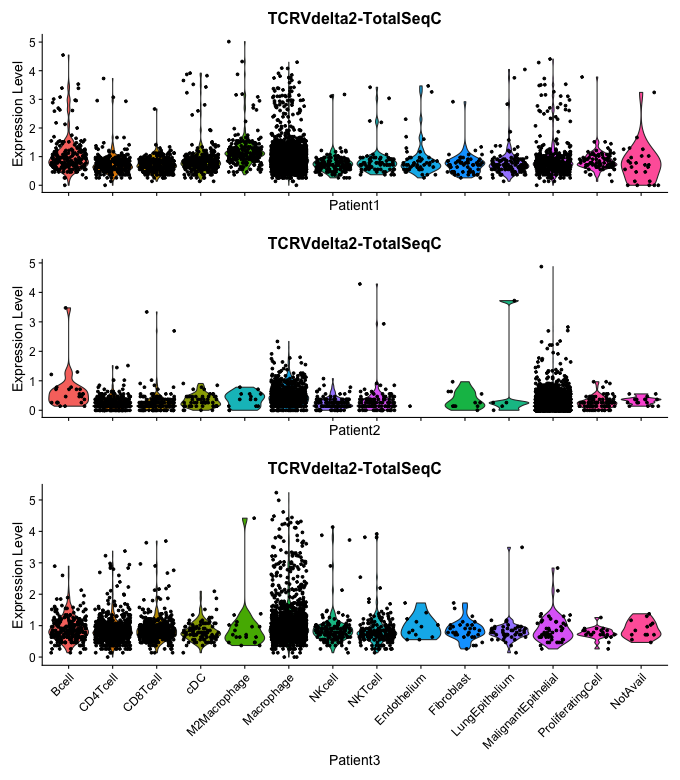 TCRVdelta2-TotalSeqC
Expression Level
5
4
3
2
1
0
Patient1
TCRVdelta2-TotalSeqC
Expression Level
5
4
3
2
1
0
Patient2
TCRVdelta2-TotalSeqC
Expression Level
5
4
3
2
1
0
Bcell
CD4Tcell
CD8Tcell
cDC
M2Macrophage
Macrophage
NKcell
NKTcell
Endothelium
Fibroblast
LungEpithelium
MalignantEpithelial
ProliferatingCell
NotAvail
Patient3